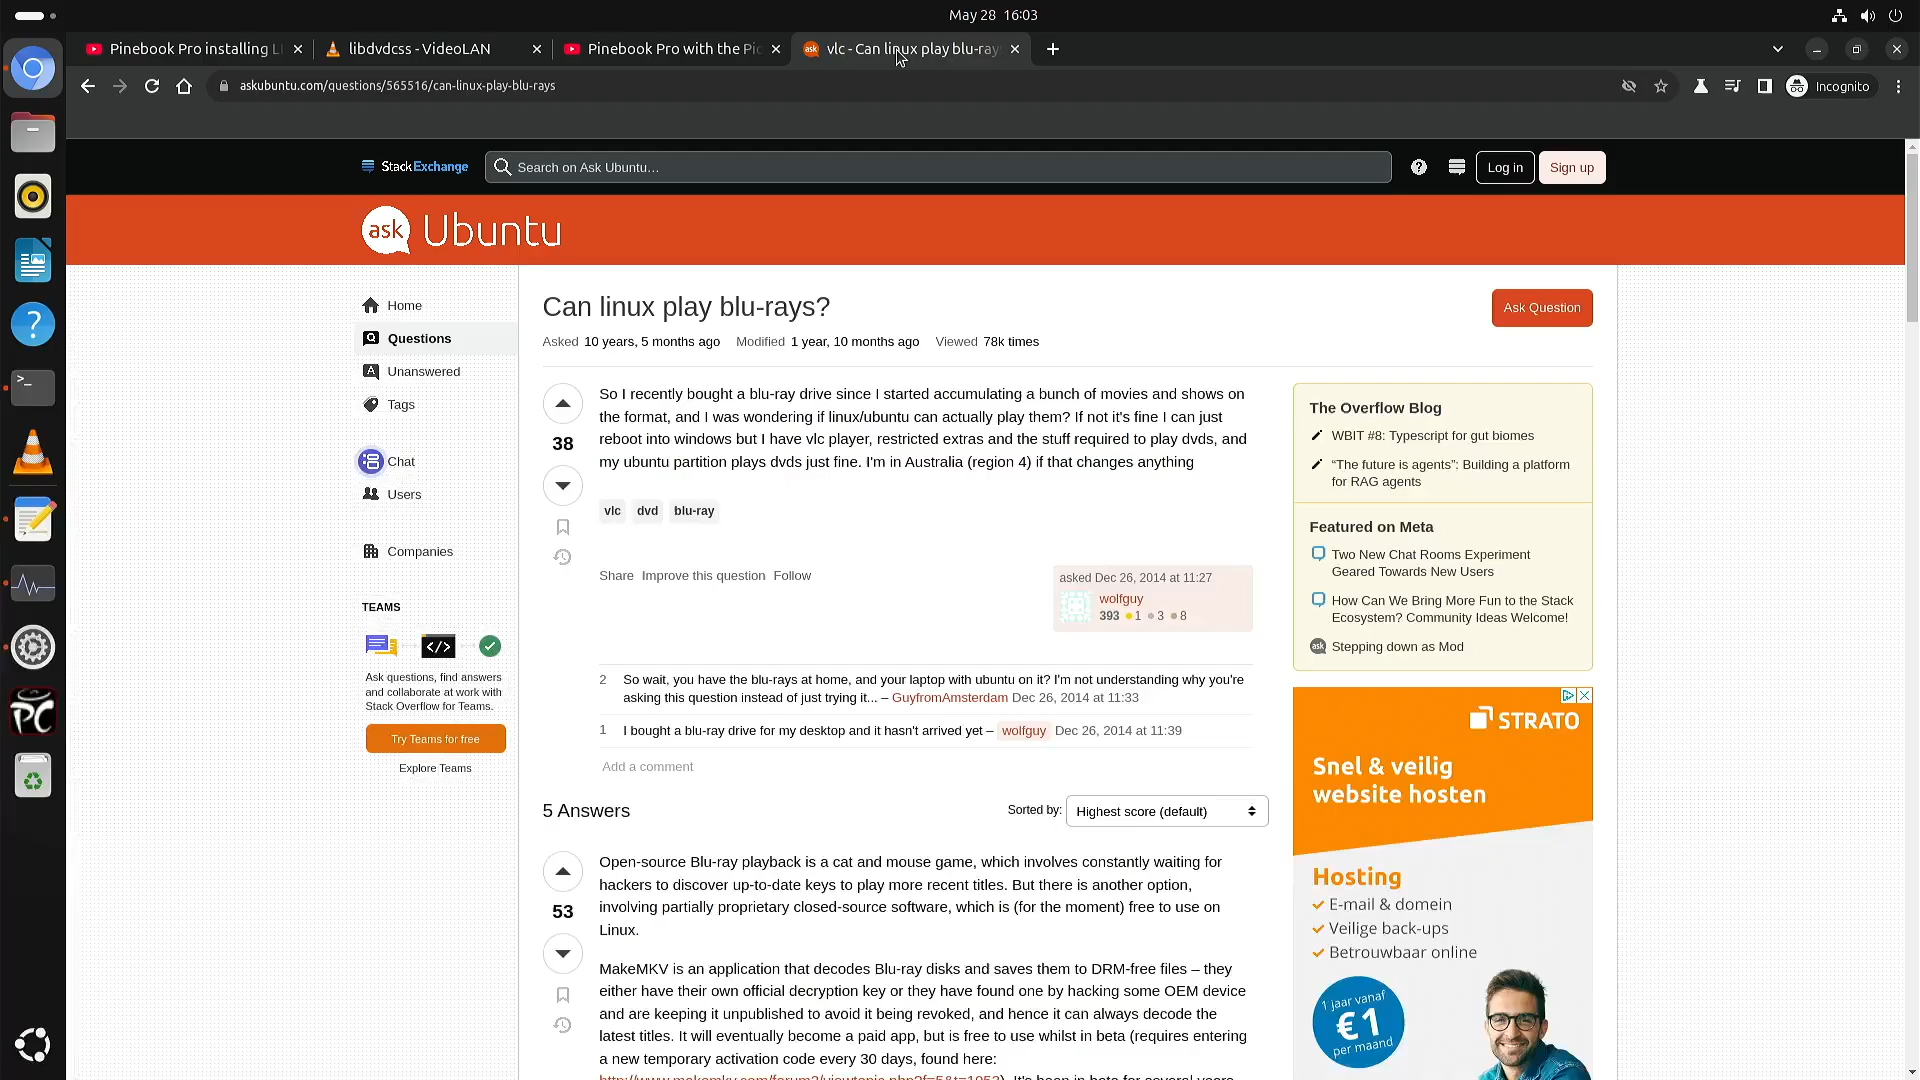 May 28  16:03
Pinebook Pro installing L
libdvdcss - VideoLAN
Pinebook Pro with the Pi
vlc - Can linux play blu-ray
askubuntu.com/questions/565516/can-linux-play-blu-rays
Incognito
StackExchange
Search on Ask Ubuntu…
Log in
Sign up
ask Ubuntu
Home
Questions
Unanswered
Tags
Chat
Users
Companies
TEAMS
Ask questions, find answers
and collaborate at work with
Stack Overflow for Teams.
Try Teams for free
Explore Teams
Can linux play blu-rays?
Ask Question
Asked 10 years, 5 months ago Modified 1 year, 10 months ago Viewed 78k times
38
So I recently bought a blu-ray drive since I started accumulating a bunch of movies and shows on
the format, and I was wondering if linux/ubuntu can actually play them? If not it's fine I can just
reboot into windows but I have vlc player, restricted extras and the stuff required to play dvds, and
my ubuntu partition plays dvds just fine. I'm in Australia (region 4) if that changes anything
vlc dvd blu-ray
Share Improve this question Follow
asked Dec 26, 2014 at 11:27
wolfguy
393 1 3 8
2 So wait, you have the blu-rays at home, and your laptop with ubuntu on it? I'm not understanding why you're
asking this question instead of just trying it... – GuyfromAmsterdam Dec 26, 2014 at 11:33
1 I bought a blu-ray drive for my desktop and it hasn't arrived yet – wolfguy Dec 26, 2014 at 11:39
Add a comment
5 Answers
Sorted by: Highest score (default)
53
Open-source Blu-ray playback is a cat and mouse game, which involves constantly waiting for
hackers to discover up-to-date keys to play more recent titles. But there is another option,
involving partially proprietary closed-source software, which is (for the moment) free to use on
Linux.
MakeMKV is an application that decodes Blu-ray disks and saves them to DRM-free files – they
either have their own official decryption key or they have found one by hacking some OEM device
and are keeping it unpublished to avoid it being revoked, and hence it can always decode the
latest titles. It will eventually become a paid app, but is free to use whilst in beta (requires entering
a new temporary activation code every 30 days, found here:
http://www.makemkv.com/forum2/viewtopic.php?f=5&t=1053). It's been in beta for several years
The Overflow Blog
WBIT #8: Typescript for gut biomes
“The future is agents”: Building a platform
for RAG agents
Featured on Meta
Two New Chat Rooms Experiment
Geared Towards New Users
How Can We Bring More Fun to the Stack
Ecosystem? Community Ideas Welcome!
ask Stepping down as Mod
STRATO
Snel & veilig
website hosten
Hosting
E-mail & domein
Veilige back-ups
Betrouwbaar online
1 jaar vanaf
€1
per maand
PC